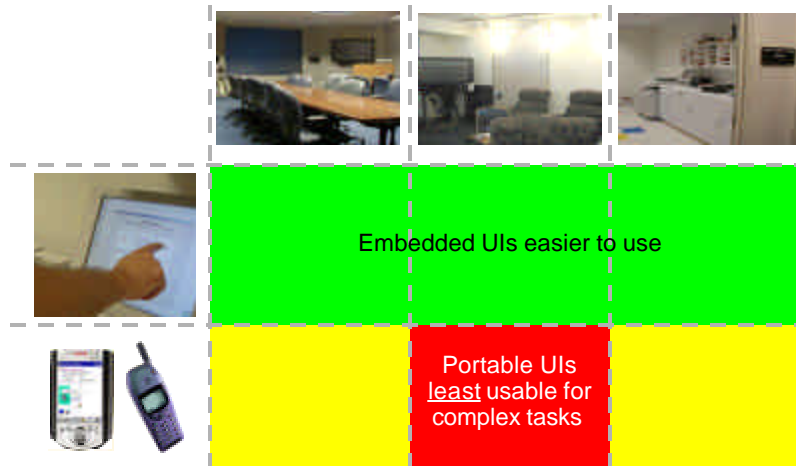 Embedded UIs easier to use
Portable UIs
least usable for
complex tasks